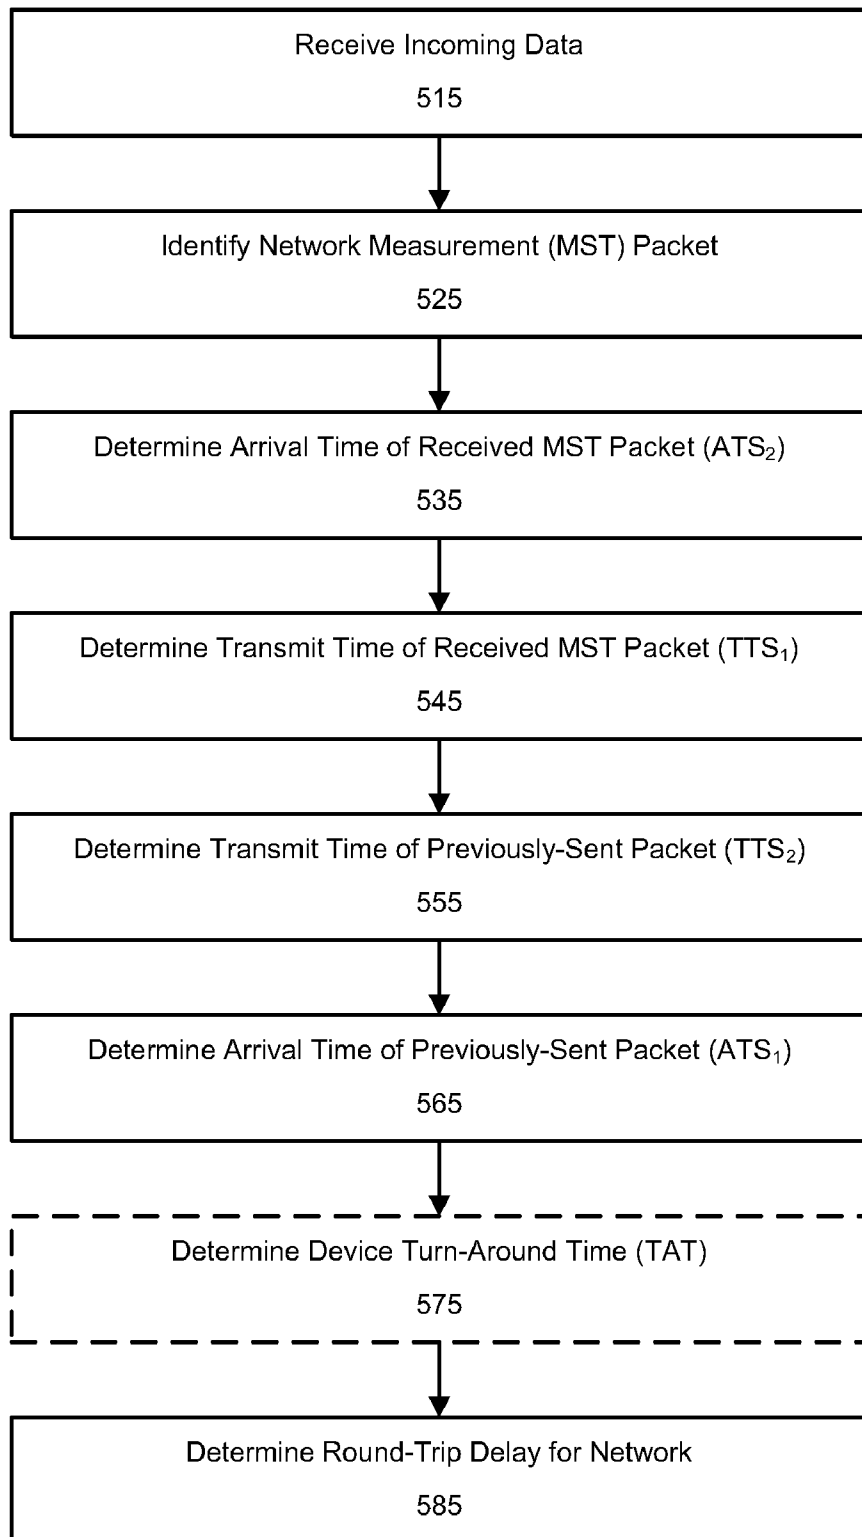 Receive Incoming Data
515
Identify Network Measurement (MST) Packet
525
Determine Arrival Time of Received MST Packet (ATS₂)
535
Determine Transmit Time of Received MST Packet (TTS₁)
545
Determine Transmit Time of Previously-Sent Packet (TTS₂)
555
Determine Arrival Time of Previously-Sent Packet (ATS₁)
565
Determine Device Turn-Around Time (TAT)
575
Determine Round-Trip Delay for Network
585